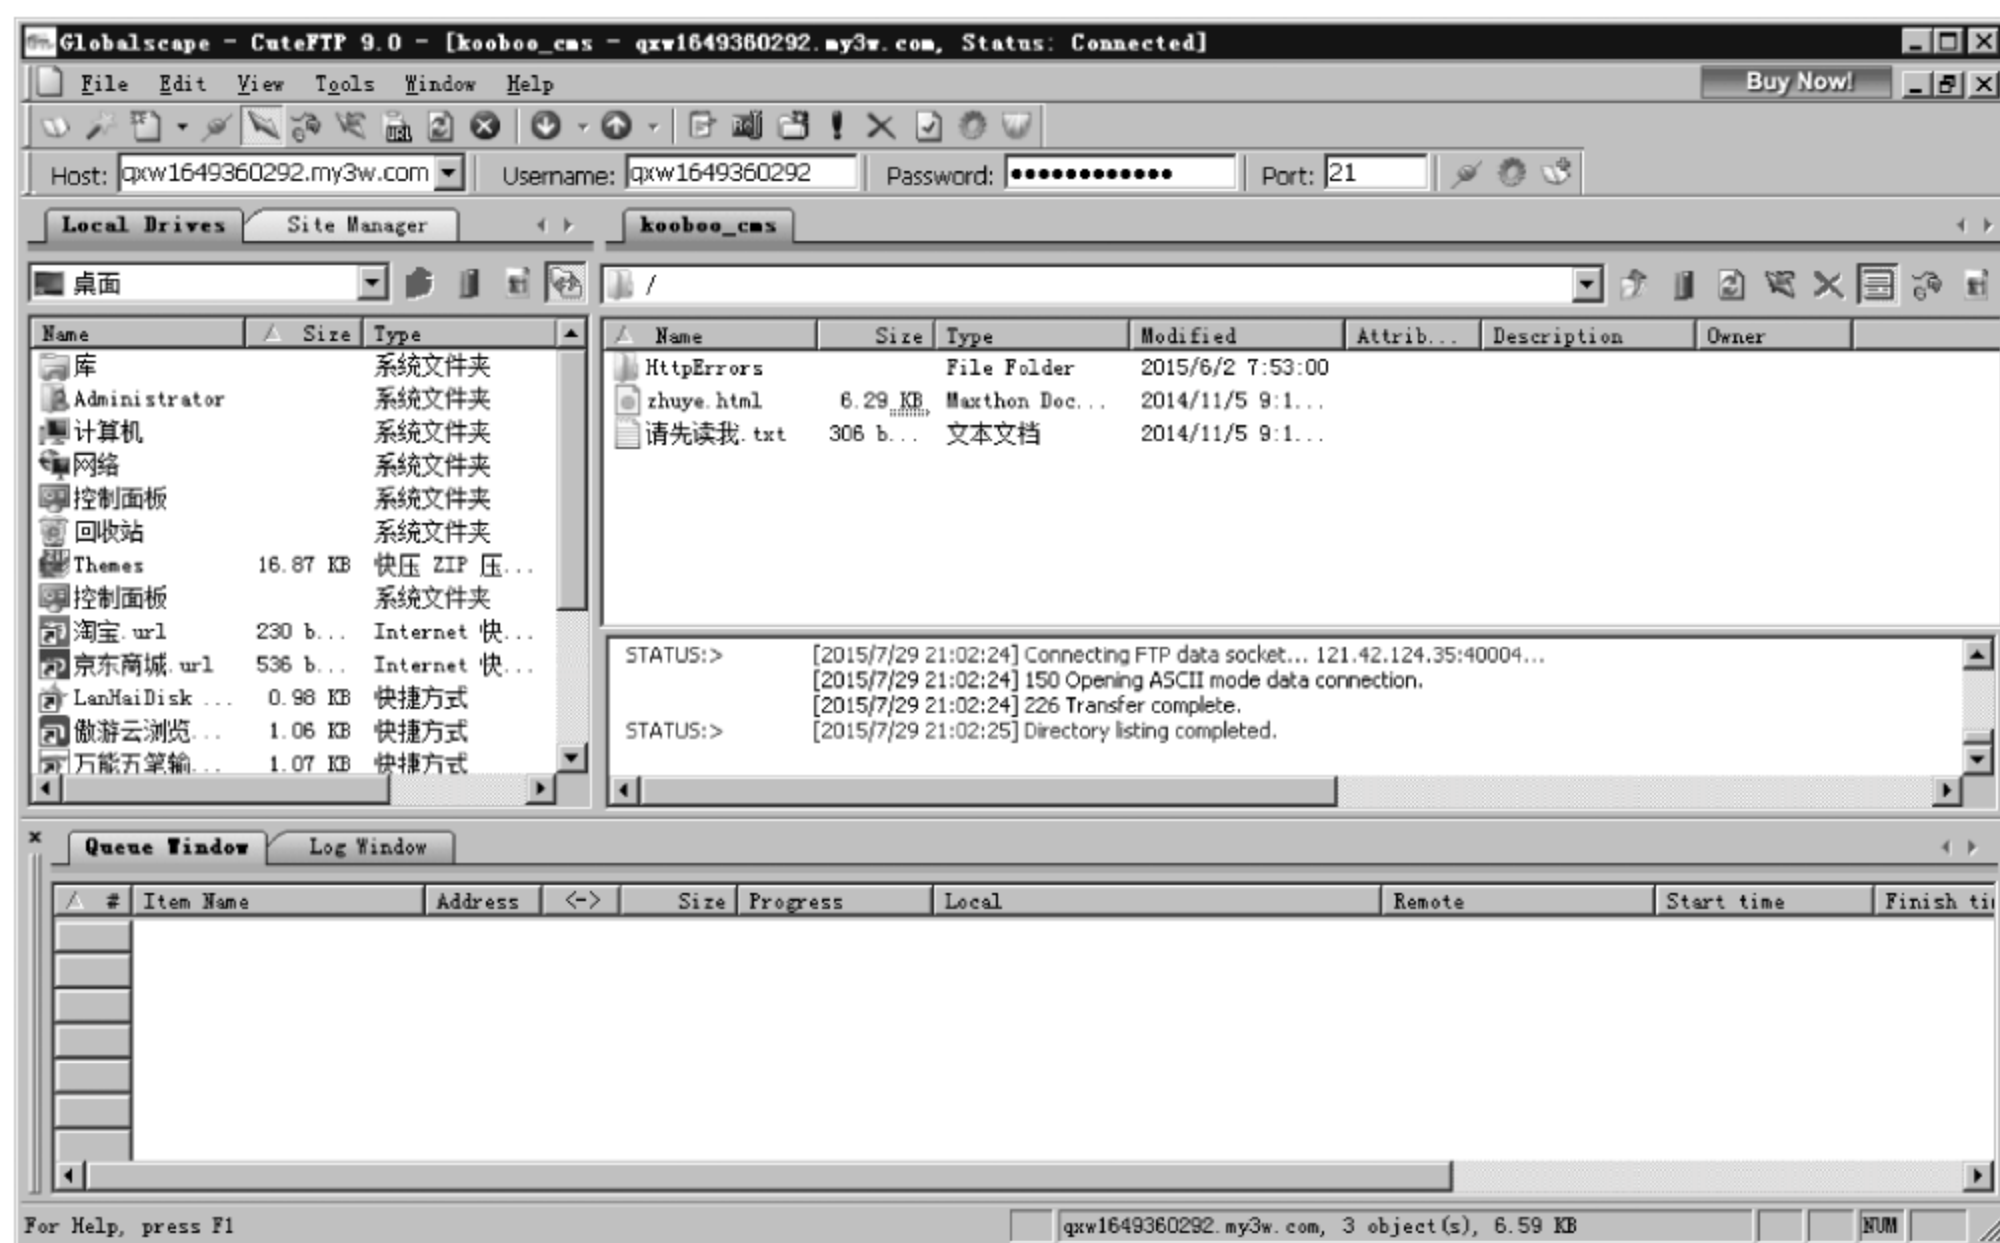 Globalscape - CuteFTP 9.0 - [kooboo_cms - qxw1649360292.my3w.com, Status: Connected]
File Edit View Tools Window Help Buy Now!
URL
Host: qxw1649360292.my3w.com Username: qxw1649360292 Password: •••••••••••• Port: 21
Local Drives Site Manager kooboo_cms
桌面 /
Name Size Type
库 系统文件夹
Administrator 系统文件夹
计算机 系统文件夹
网络 系统文件夹
控制面板 系统文件夹
回收站 系统文件夹
Themes 16.87 KB 快压 ZIP 压...
控制面板 系统文件夹
淘宝.url 230 b... Internet 快...
京东商城.url 536 b... Internet 快...
LanHaiDisk ... 0.98 KB 快捷方式
傲游云浏览... 1.06 KB 快捷方式
万能五笔输... 1.07 KB 快捷方式
Name Size Type Modified Attrib... Description Owner
HttpErrors File Folder 2015/6/2 7:53:00
zhuye.html 6.29 KB Maxthon Doc... 2014/11/5 9:1...
请先读我.txt 306 b... 文本文档 2014/11/5 9:1...
STATUS:> [2015/7/29 21:02:24] Connecting FTP data socket... 121.42.124.35:40004...
[2015/7/29 21:02:24] 150 Opening ASCII mode data connection.
[2015/7/29 21:02:24] 226 Transfer complete.
STATUS:> [2015/7/29 21:02:25] Directory listing completed.
Queue Window Log Window
# Item Name Address <-> Size Progress Local Remote Start time Finish ti
For Help, press F1 qxw1649360292.my3w.com, 3 object(s), 6.59 KB NUM